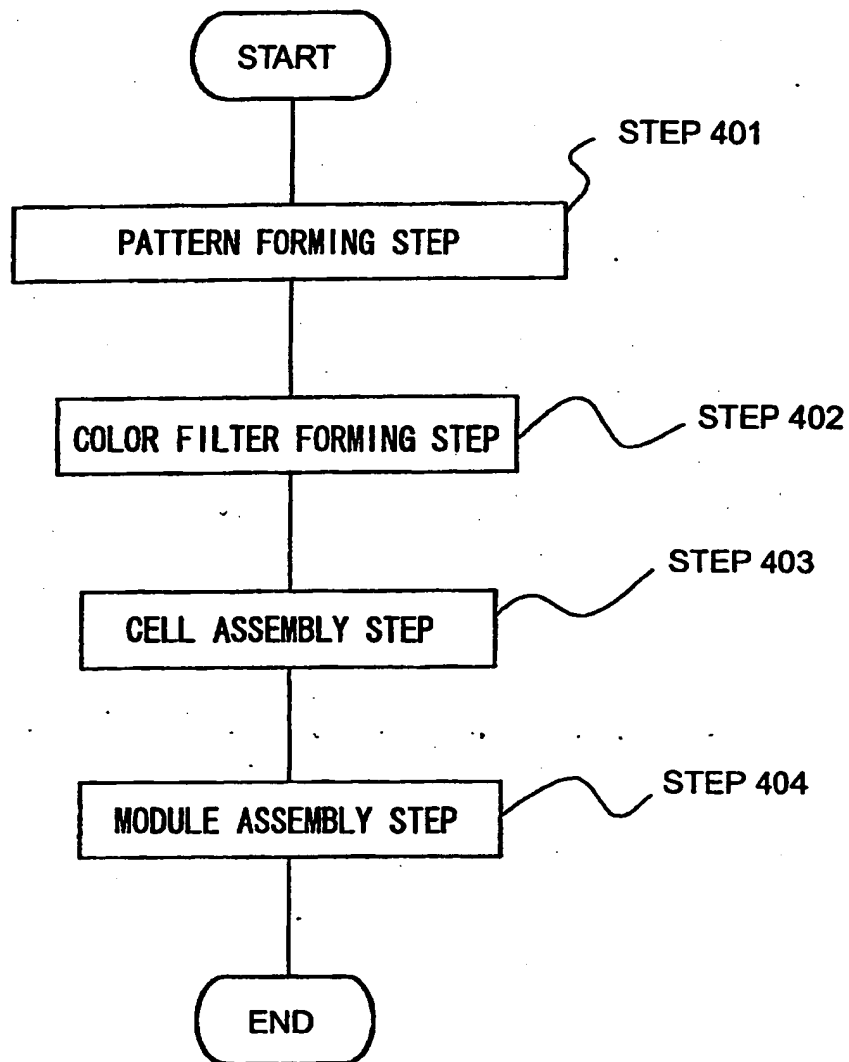 START
STEP 401
PATTERN FORMING STEP
COLOR FILTER FORMING STEP
STEP 402
STEP 403
CELL ASSEMBLY STEP
STEP 404
MODULE ASSEMBLY STEP
END